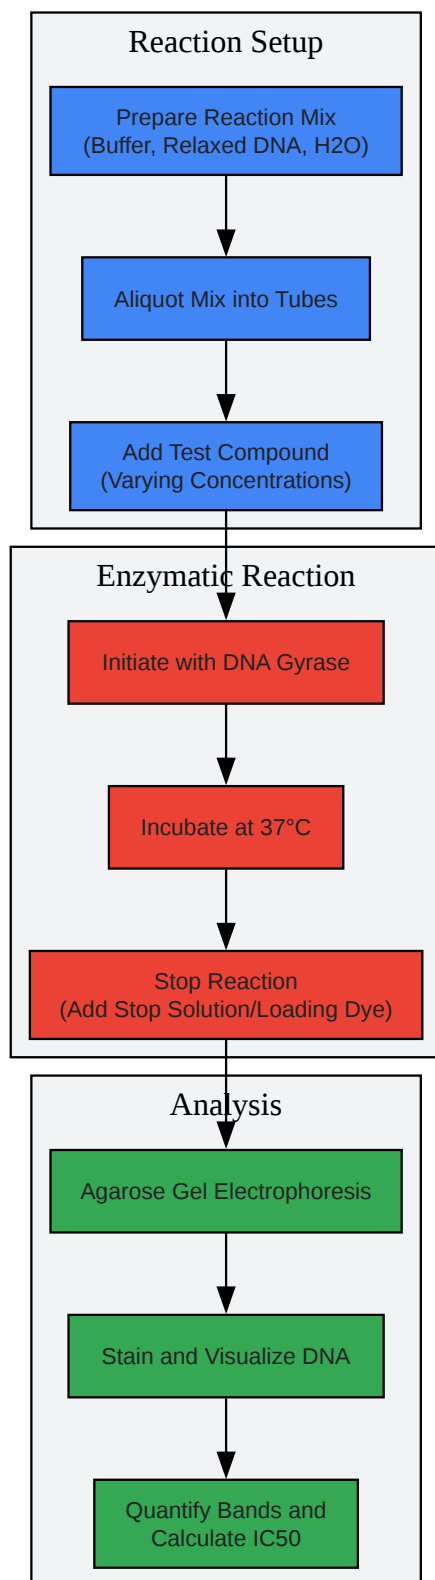 Reaction Setup
Prepare Reaction Mix
(Buffer, Relaxed DNA, H2O)
Aliquot Mix into Tubes
Add Test Compound
(Varying Concentrations)
Enzymatic Reaction
Initiate with DNA Gyrase
Incubate at 37°C
Stop Reaction
(Add Stop Solution/Loading Dye)
Analysis
Agarose Gel Electrophoresis
Stain and Visualize DNA
Quantify Bands and
Calculate IC50